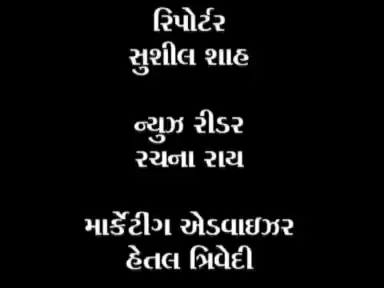 રિપોર્ટર
સુશીલ શાહ
ન્યુઝ રીડર
રચના રાય
માર્કેટીગ એડવાઇઝર
હેતલ ત્રિવેદી